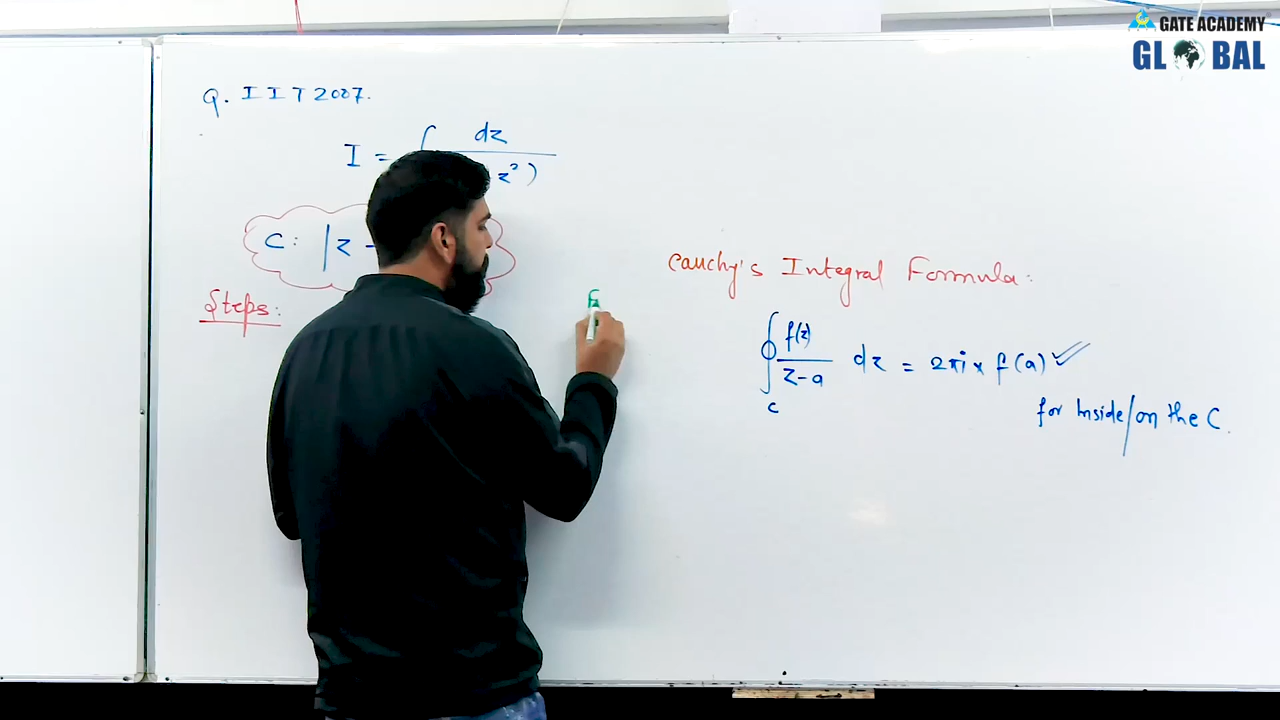 GATE ACADEMY
GLOBAL
Q. IIT 2007.
I = ∫ dz
z² )
C: | z -
Steps:
Cauchy's Integral Formula:
∮ f(z)
z-a dz = 2πi × f(a)
c
for Inside/on the C.